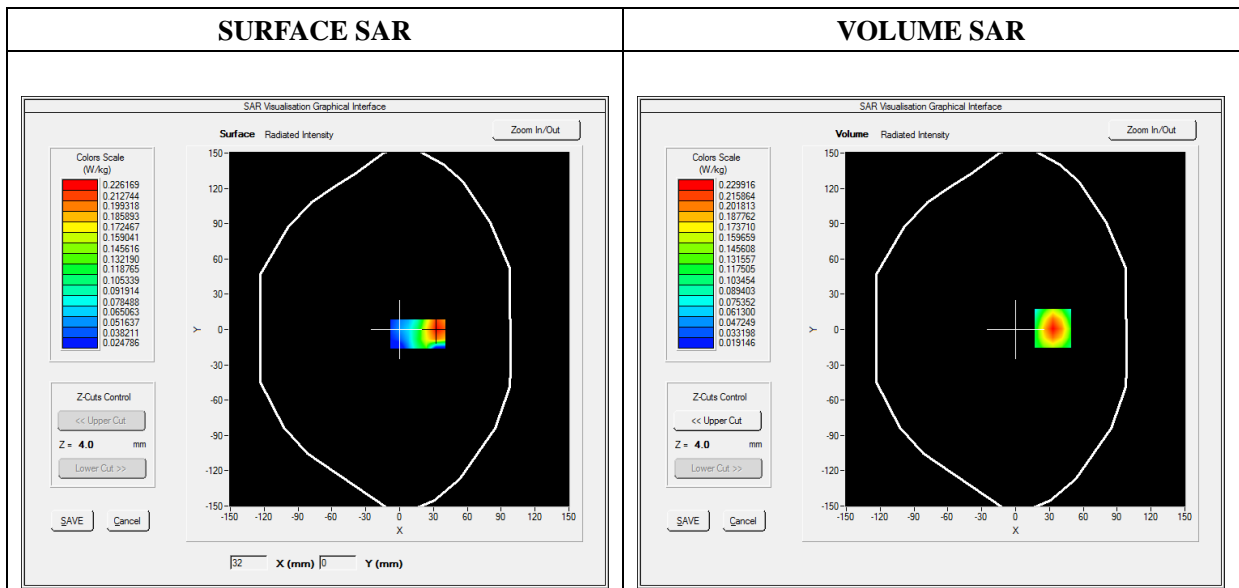 SURFACE SAR
SAR Visualisation Graphical Interface
Surface Radiated Intensity
Zoom In/Out
Colors Scale
(W/kg)
0.226169
0.212744
0.199318
0.185893
0.172467
0.159041
0.145616
0.132190
0.118765
0.105339
0.091914
0.078488
0.065063
0.051637
0.038211
0.024786
Z-Cuts Control
<< Upper Cut
Z = 4.0 mm
Lower Cut >>
SAVE Cancel
150
120
90
60
30
0
-30
-60
-90
-120
-150
Y
-150 -120 -90 -60 -30 0 30 60 90 120 150
X
32 X (mm) 0 Y (mm)
VOLUME SAR
SAR Visualisation Graphical Interface
Volume Radiated Intensity
Zoom In/Out
Colors Scale
(W/kg)
0.229916
0.215864
0.201813
0.187762
0.173710
0.159659
0.145608
0.131557
0.117505
0.103454
0.089403
0.075352
0.061300
0.047249
0.033198
0.019146
Z-Cuts Control
<< Upper Cut
Z = 4.0 mm
Lower Cut >>
SAVE Cancel
150
120
90
60
30
0
-30
-60
-90
-120
-150
Y
-150 -120 -90 -60 -30 0 30 60 90 120 150
X